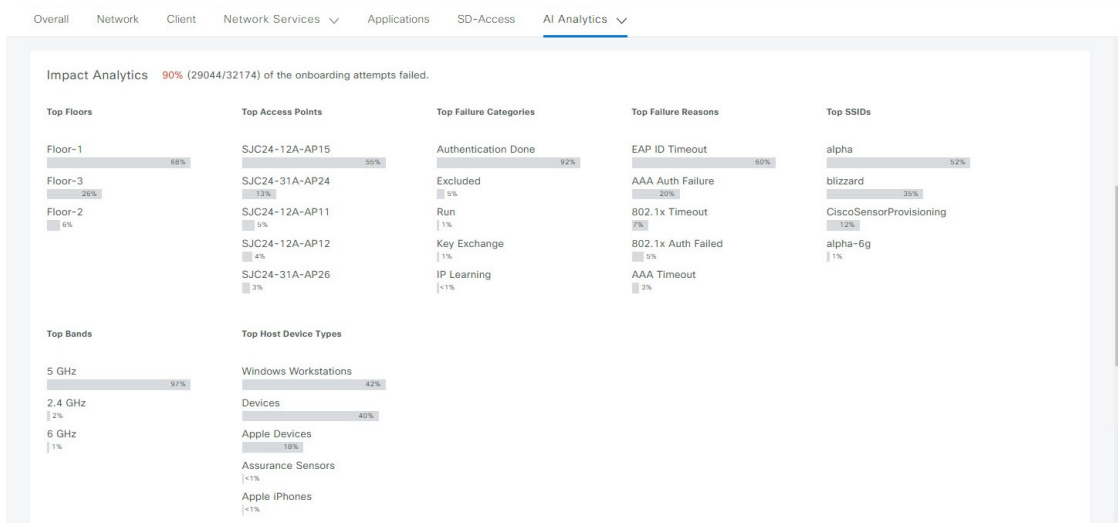 Overall Network Client Network Services Applications SD-Access AI Analytics
Impact Analytics 90% (29044/32174) of the onboarding attempts failed.
Top Floors
Floor-1
68%
Floor-3
26%
Floor-2
6%
Top Access Points
SJC24-12A-AP15
55%
SJC24-31A-AP24
13%
SJC24-12A-AP11
5%
SJC24-12A-AP12
4%
SJC24-31A-AP26
3%
Top Failure Categories
Authentication Done
92%
Excluded
5%
Run
1%
Key Exchange
1%
IP Learning
<1%
Top Failure Reasons
EAP ID Timeout
60%
AAA Auth Failure
20%
802.1x Timeout
7%
802.1x Auth Failed
5%
AAA Timeout
3%
Top SSIDs
alpha
52%
blizzard
35%
CiscoSensorProvisioning
12%
alpha-6g
1%
Top Bands
5 GHz
97%
2.4 GHz
2%
6 GHz
1%
Top Host Device Types
Windows Workstations
42%
Devices
40%
Apple Devices
18%
Assurance Sensors
<1%
Apple iPhones
<1%